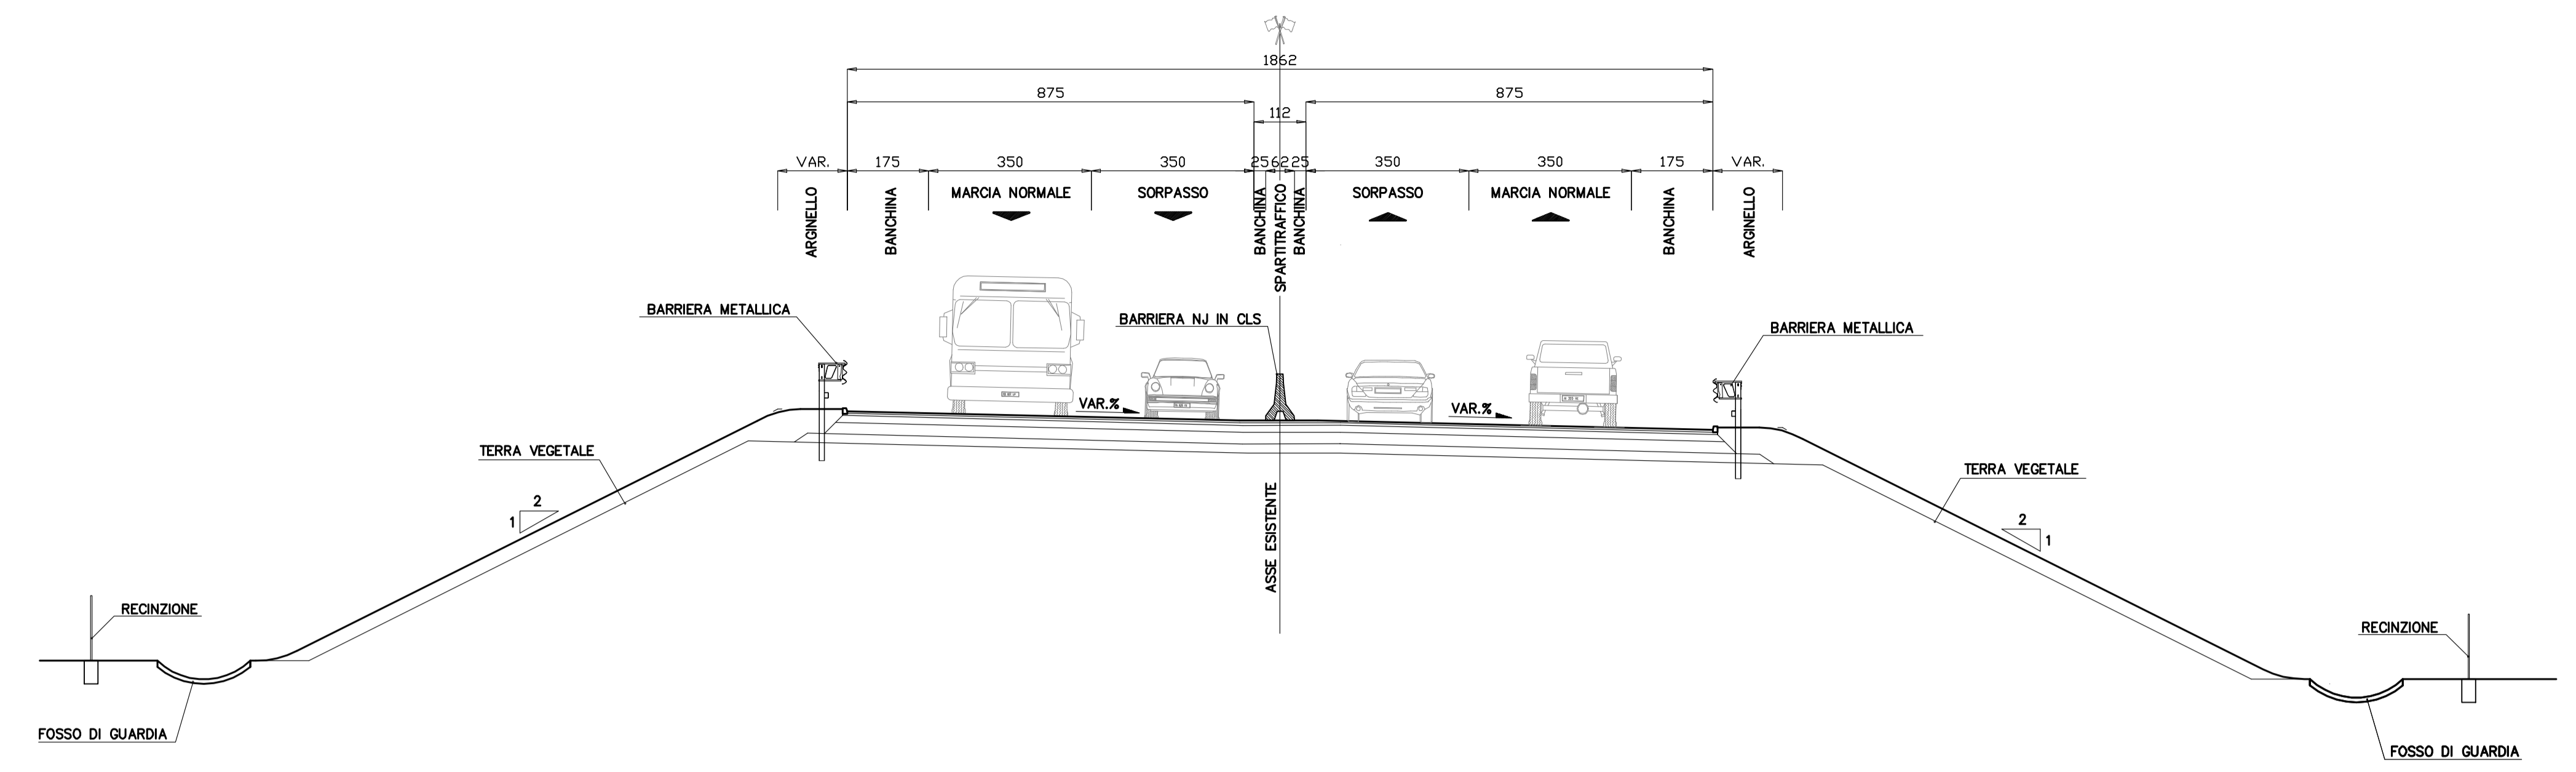 1862
875 875
112
VAR. 175 350 350 25 62 25 350 350 175 VAR.
ARGINELLO BANCHINA MARCIA NORMALE SORPASSO BANCHINA SPARTITRAFFICO BANCHINA SORPASSO MARCIA NORMALE BANCHINA ARGINELLO
BARRIERA METALLICA
BARRIERA NJ IN CLS
BARRIERA METALLICA
VAR.%
VAR.%
TERRA VEGETALE
TERRA VEGETALE
2
1
ASSE ESISTENTE
2
1
RECINZIONE
RECINZIONE
FOSSO DI GUARDIA
FOSSO DI GUARDIA